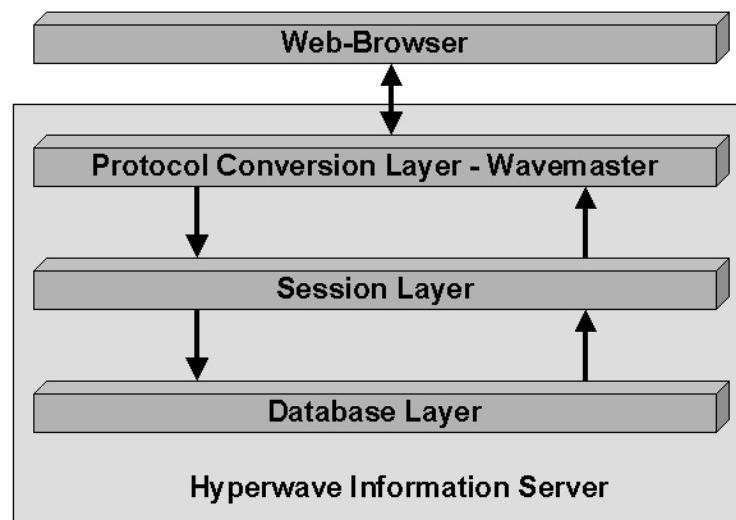 Web-Browser
Protocol Conversion Layer - Wavemaster
Session Layer
Database Layer
Hyperwave Information Server